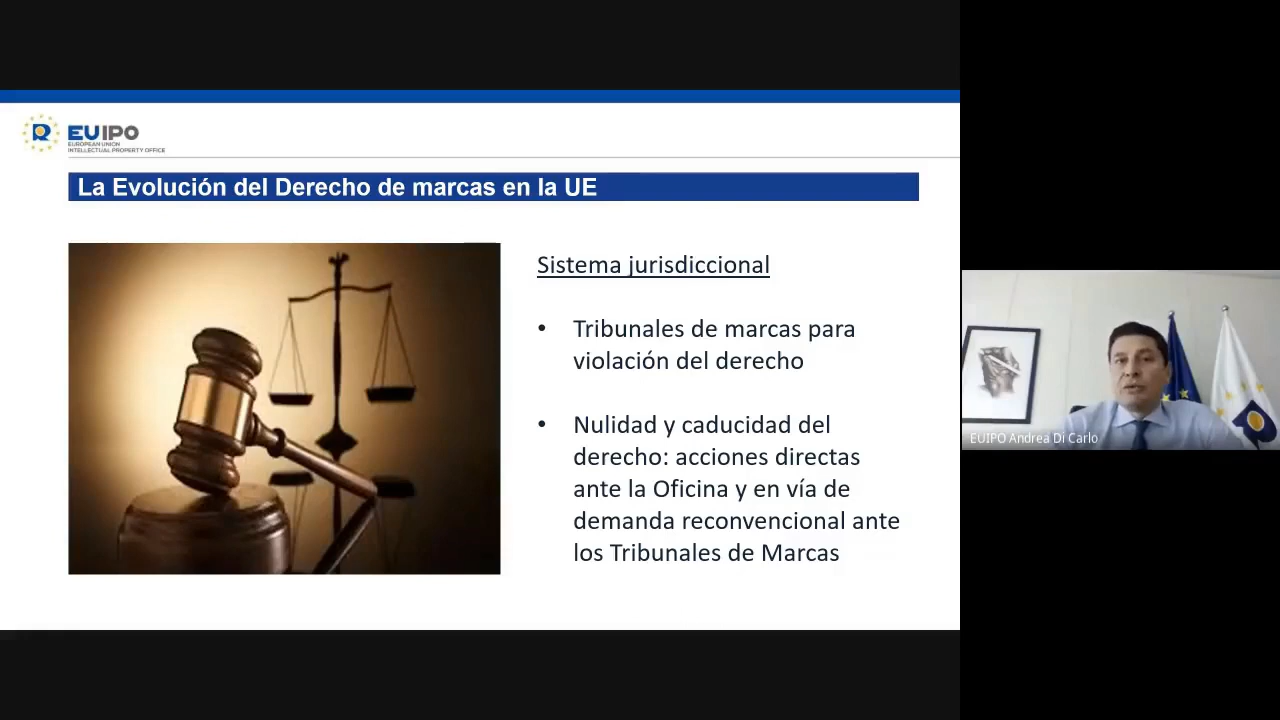 EUIPO
EUROPEAN UNION
INTELLECTUAL PROPERTY OFFICE
La Evolución del Derecho de marcas en la UE
Sistema jurisdiccional
• Tribunales de marcas para
violación del derecho
• Nulidad y caducidad del
derecho: acciones directas
ante la Oficina y en vía de
demanda reconvencional ante
los Tribunales de Marcas
EUIPO Andrea Di Carlo